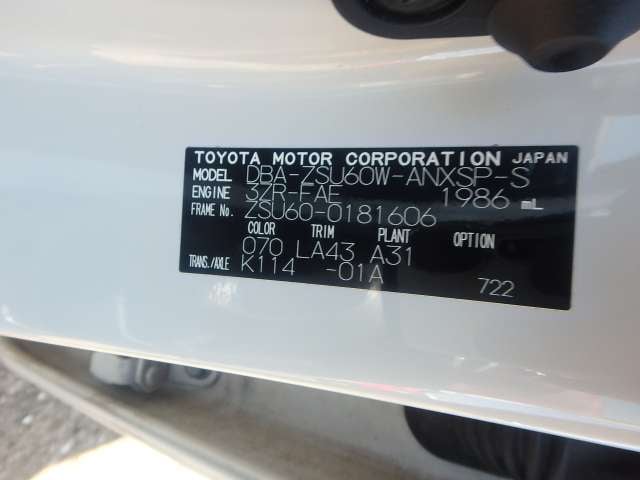 TOYOTA MOTOR CORPORATION JAPAN
MODEL DBA-ZSU60W-ANXSP-S
ENGINE 3ZR-FAE 1986 mL
FRAME No. ZSU60-0181606
COLOR TRIM PLANT OPTION
070 LA43 A31
TRANS./AXLE K114 -01A
722